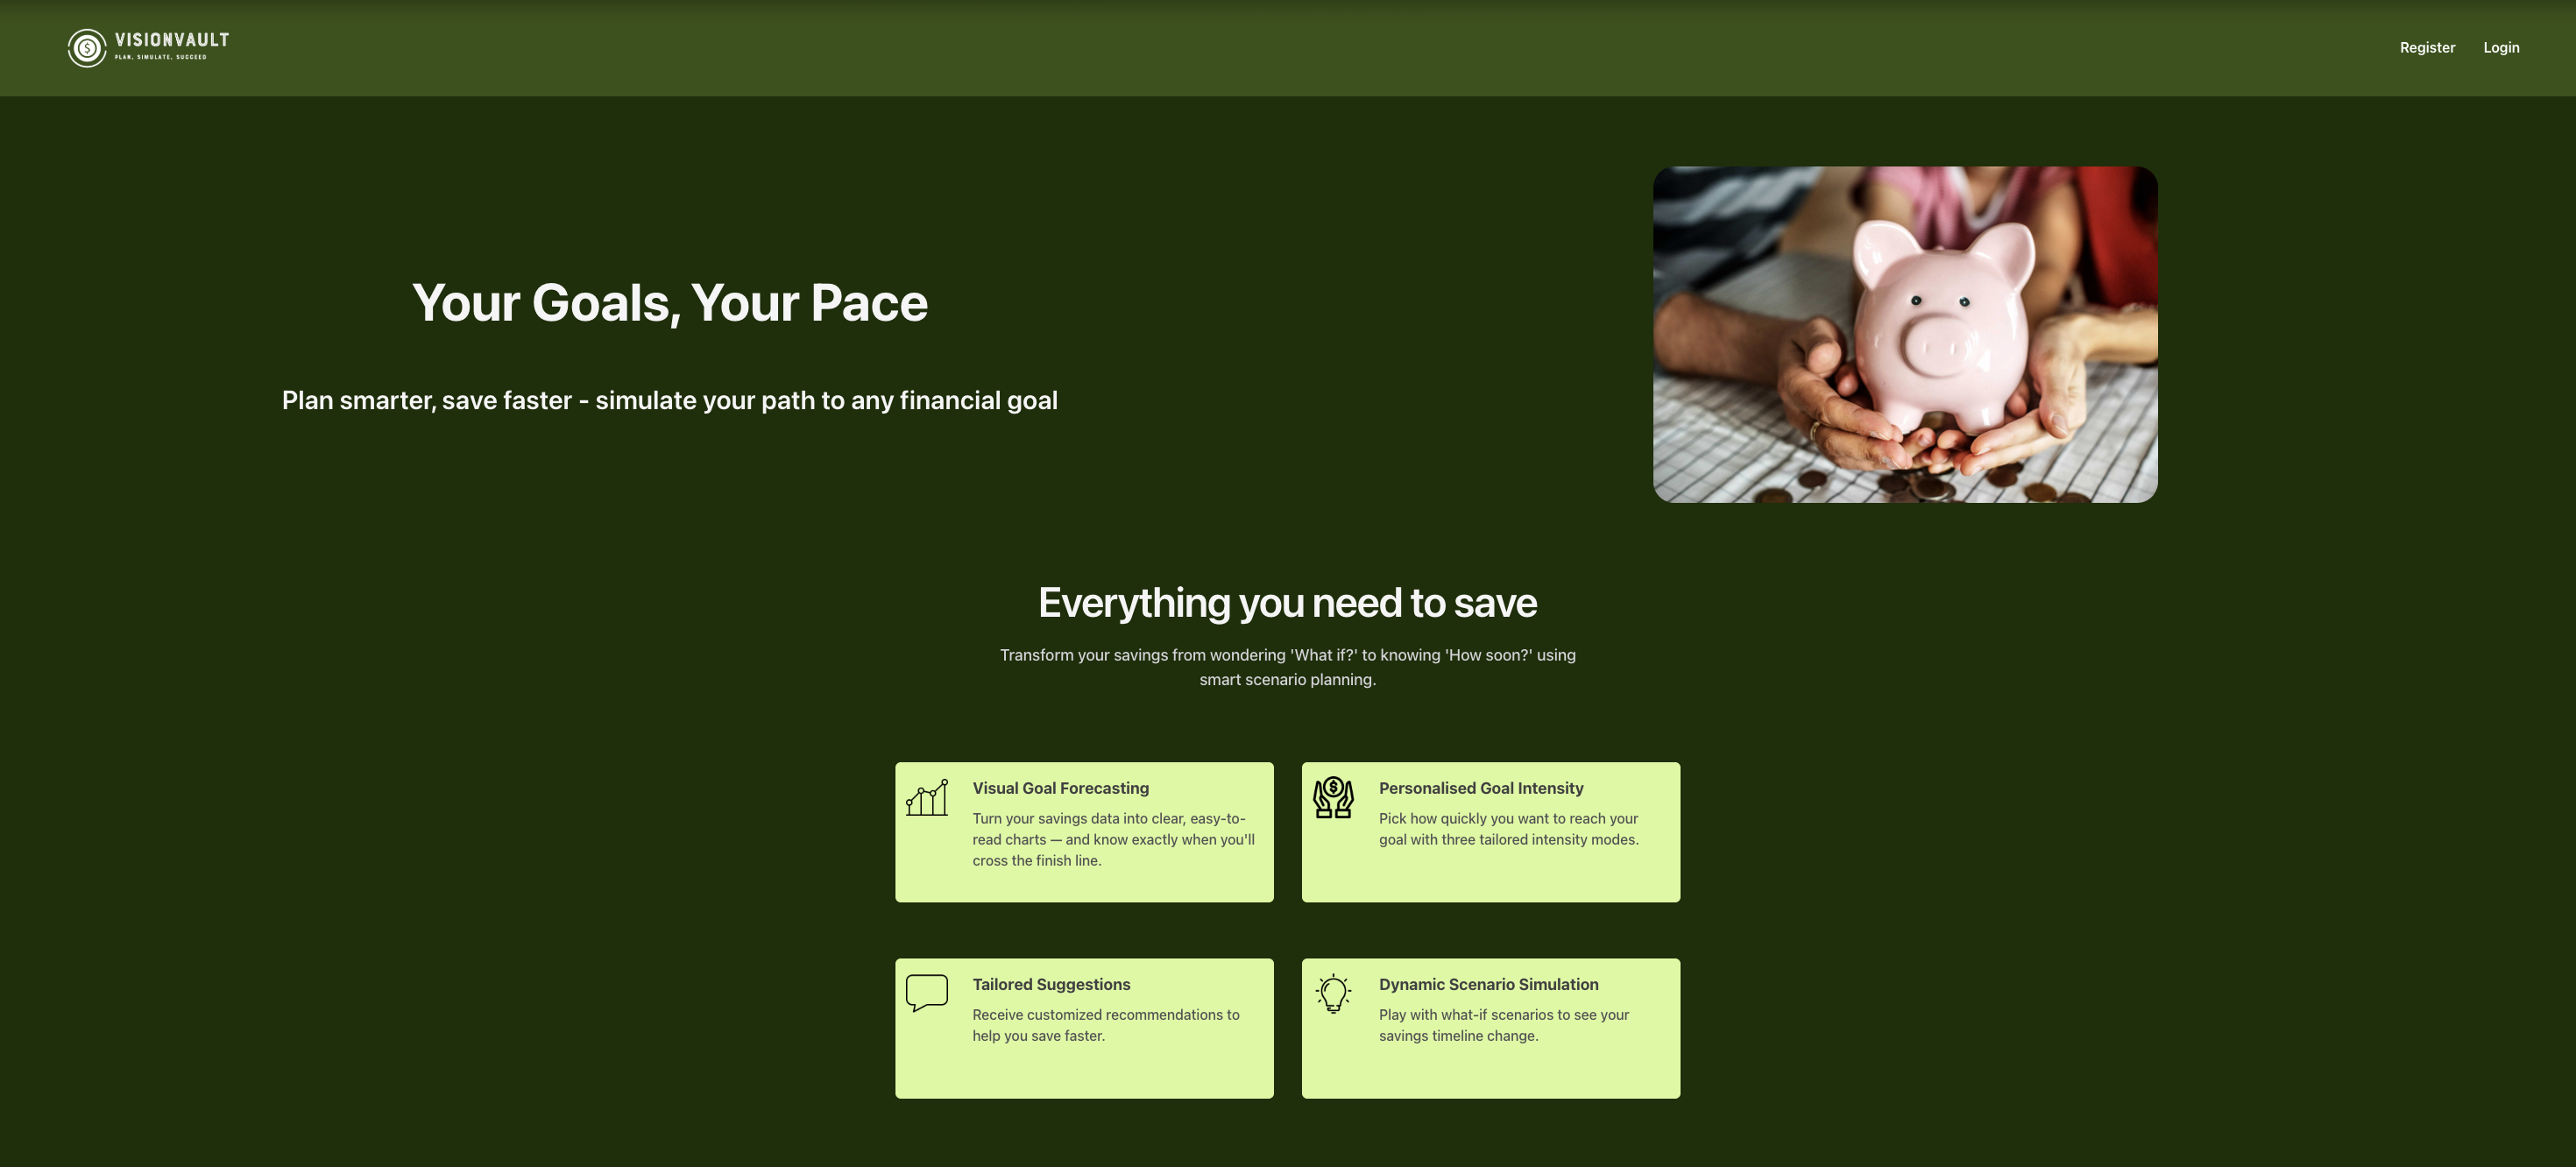 VISIONVAULT
PLAN. SIMULATE. SUCCEED
Register
Login
Your Goals, Your Pace
Plan smarter, save faster - simulate your path to any financial goal
Everything you need to save
Transform your savings from wondering 'What if?' to knowing 'How soon?' using
smart scenario planning.
Visual Goal Forecasting
Turn your savings data into clear, easy-to-
read charts — and know exactly when you'll
cross the finish line.
Personalised Goal Intensity
Pick how quickly you want to reach your
goal with three tailored intensity modes.
Tailored Suggestions
Receive customized recommendations to
help you save faster.
Dynamic Scenario Simulation
Play with what-if scenarios to see your
savings timeline change.